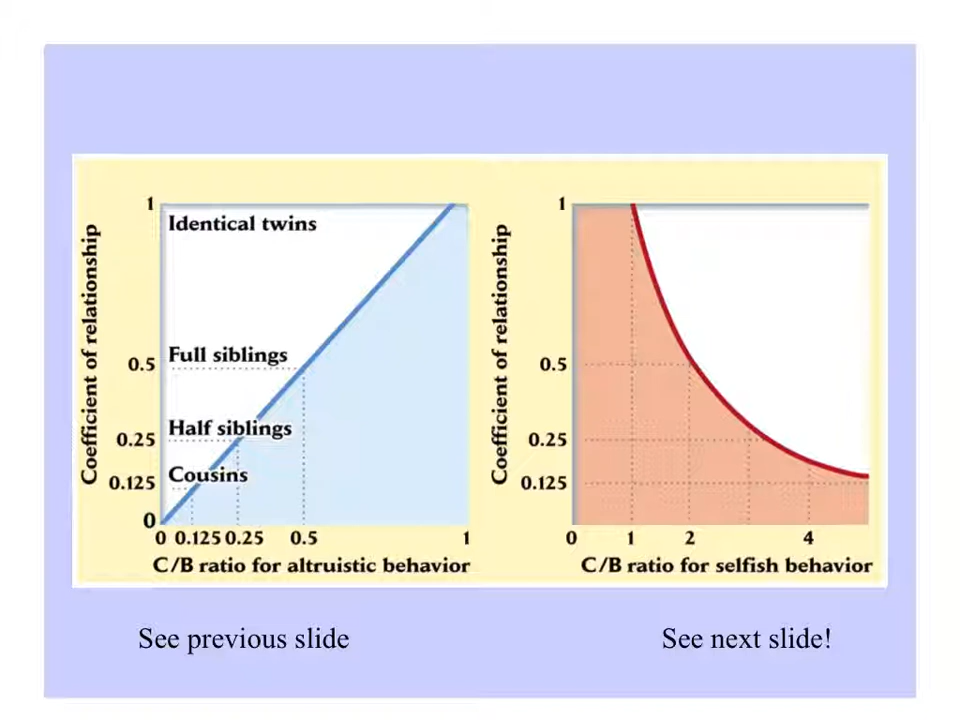 Coefficient of relationship
1
0.5
0.25
0.125
0
Identical twins
Full siblings
Half siblings
Cousins
0 0.125 0.25 0.5 1
C/B ratio for altruistic behavior
Coefficient of relationship
1
0.5
0.25
0.125
0 1 2 4
C/B ratio for selfish behavior
See previous slide
See next slide!